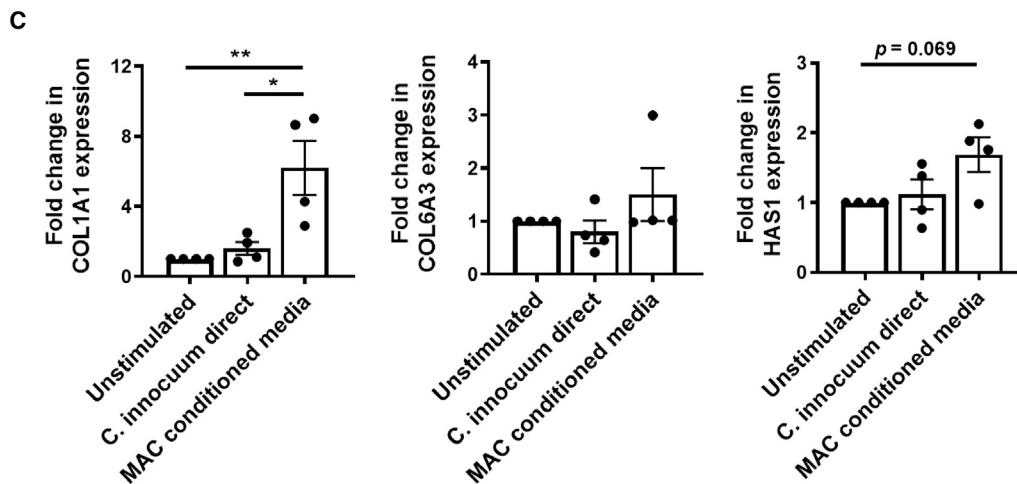 C
Fold change in
COL1A1 expression
12
8
4
0
**
*
Unstimulated
C. innocuum direct
MAC conditioned media
Fold change in
COL6A3 expression
4
3
2
1
0
Unstimulated
C. innocuum direct
MAC conditioned media
Fold change in
HAS1 expression
3
2
1
0
p = 0.069
Unstimulated
C. innocuum direct
MAC conditioned media